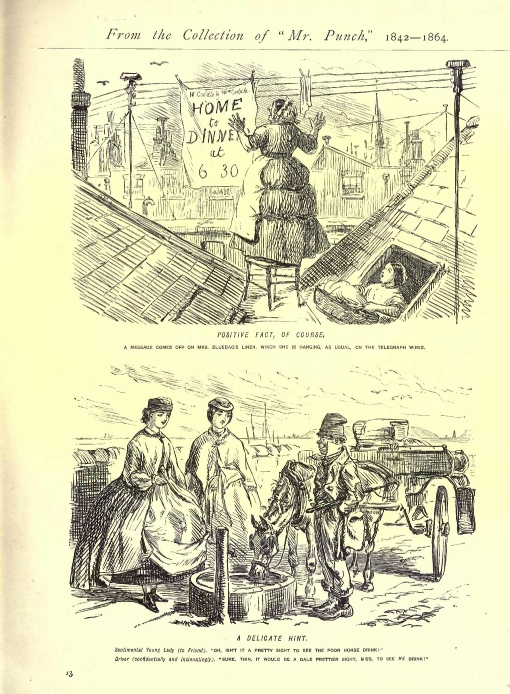 From the Collection of "Mr. Punch," 1842—1864.
HOME
to
DINNER
at
6 30
POSITIVE FACT, OF COURSE.
A MESSAGE COMES OFF ON MRS. BLUEBAG'S LINEN, WHICH SHE IS HANGING, AS USUAL, ON THE TELEGRAPH WIRES.
A DELICATE HINT.
Sentimental Young Lady (to Friend). "OH, ISN'T IT A PRETTY SIGHT TO SEE THE POOR HORSE DRINK!"
Driver (confidentially and insinuatingly). "SURE, THIN, IT WOULD BE A DALE PRETTIER SIGHT, MISS, TO SEE ME DRINK!"
13